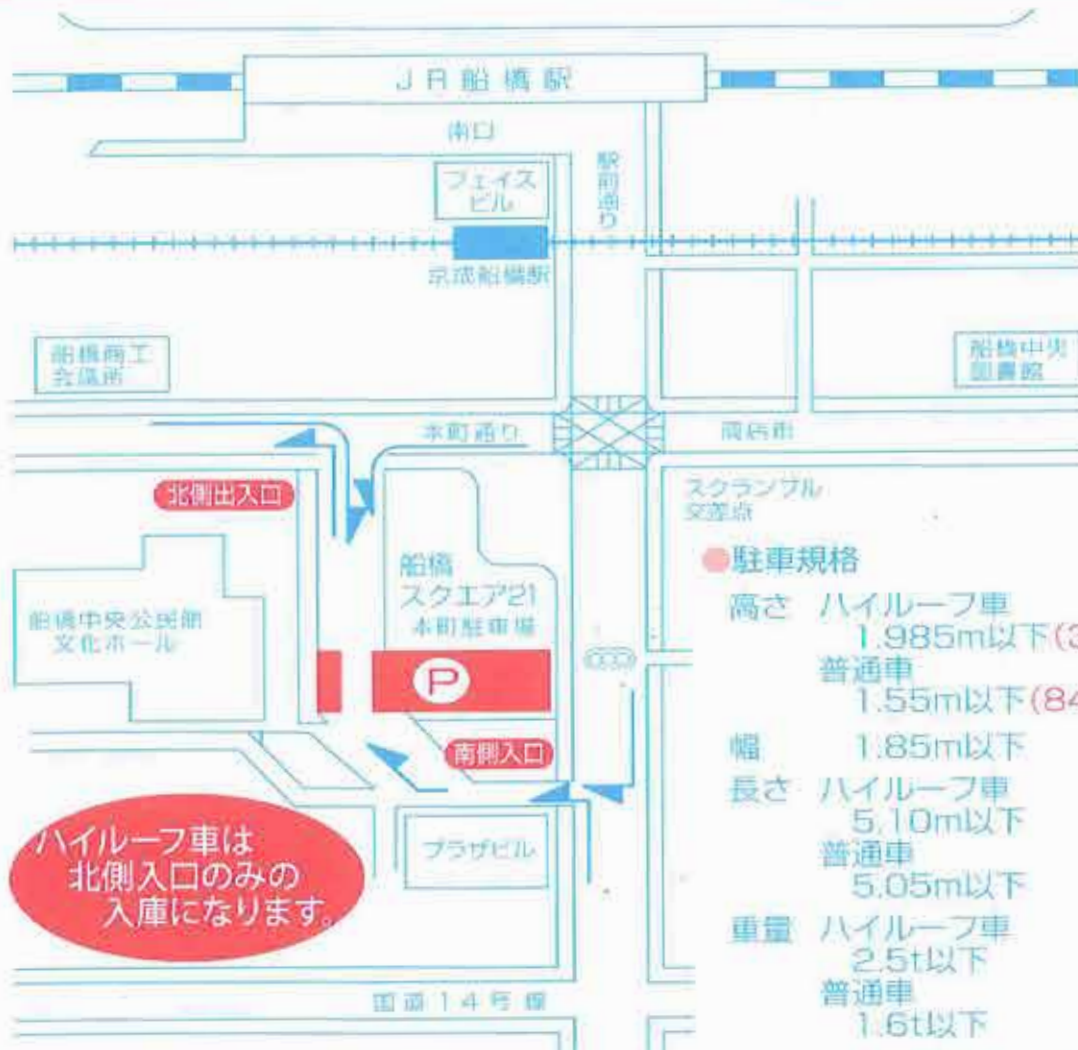 JR船橋駅
南口
駅前通り
フェイス
ビル
京成船橋駅
船橋商工
会議所
船橋中央
図書館
本町通り
商店街
北側出入口
スクランブル
交差点
船橋
スクエア21
本町駐車場
船橋中央公民館
文化ホール
P
南側入口
プラザビル
ハイルーフ車は
北側入口のみの
入庫になります。
国道14号線
●駐車規格
高さ ハイルーフ車
1.985m以下(3
普通車
1.55m以下(84
幅 1.85m以下
長さ ハイルーフ車
5.10m以下
普通車
5.05m以下
重量 ハイルーフ車
2.5t以下
普通車
1.6t以下